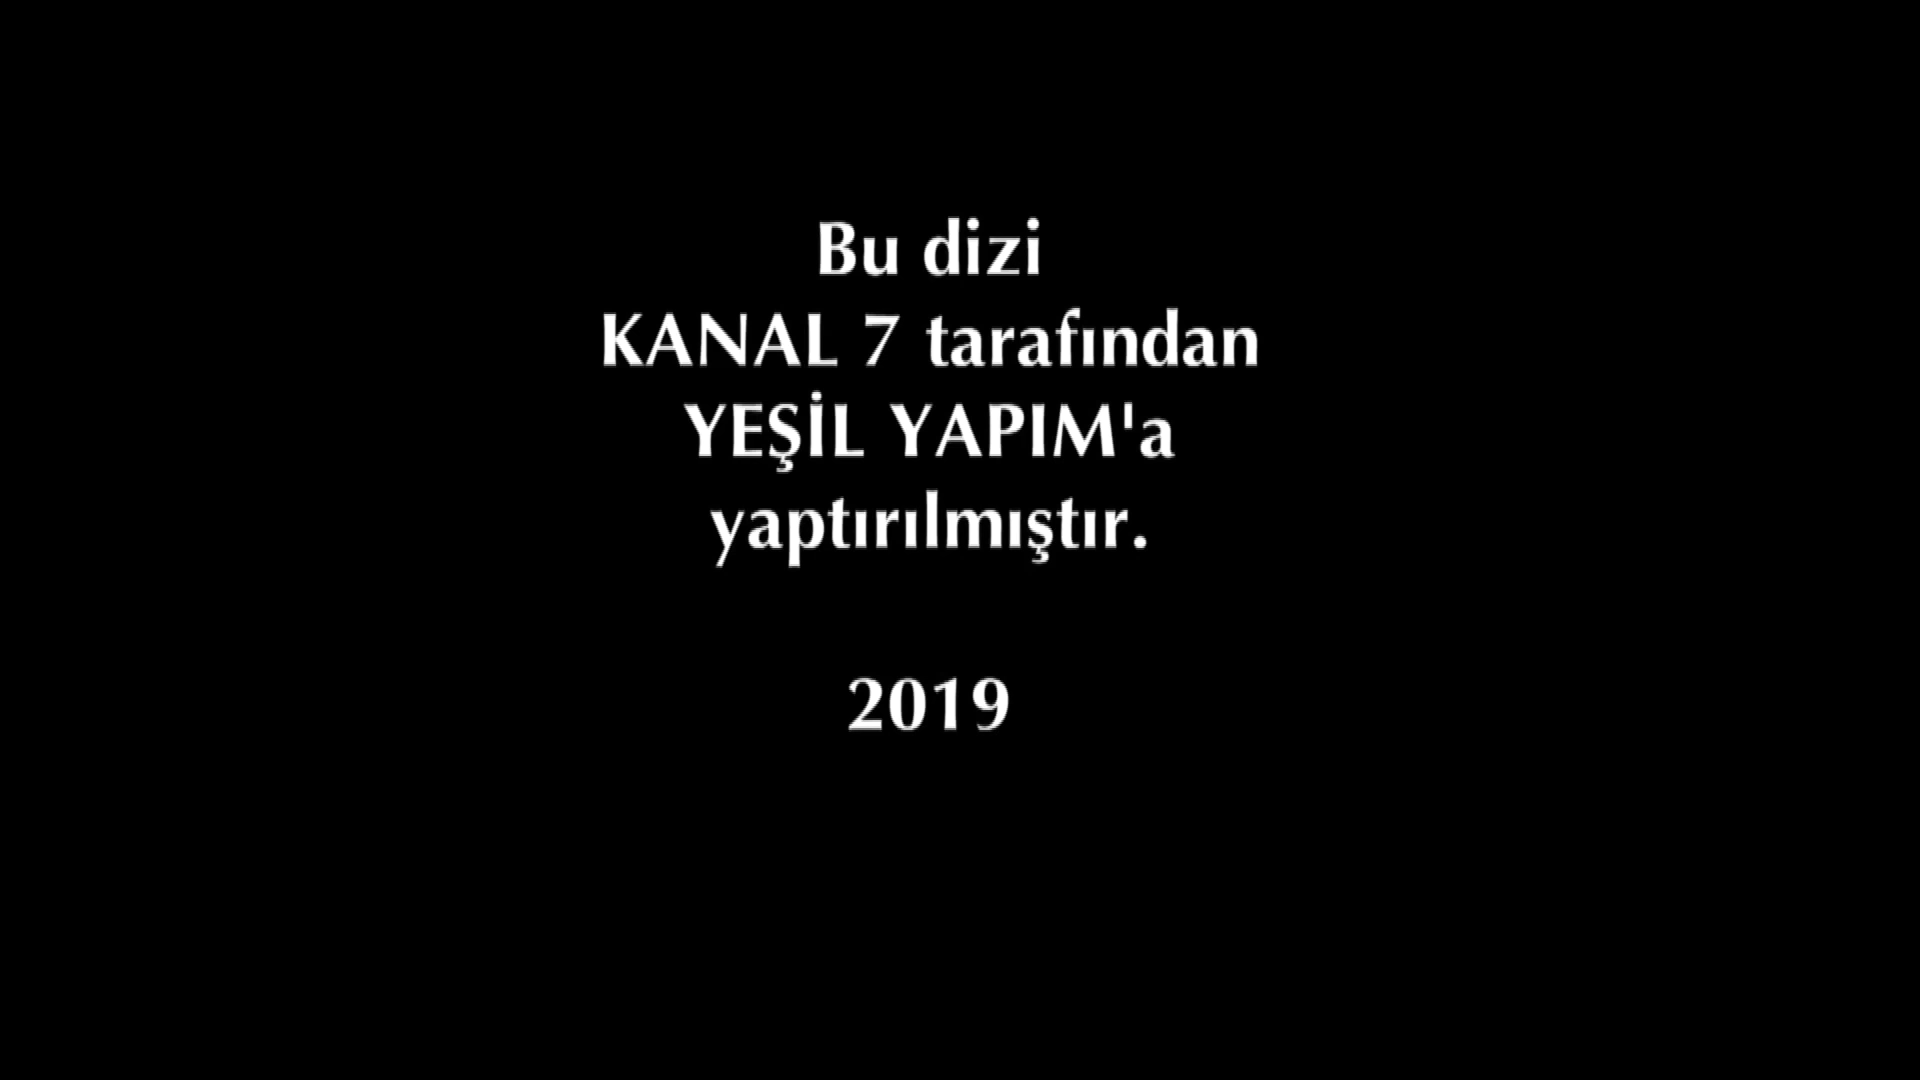 Bu dizi
KANAL 7 tarafından
YEŞİL YAPIM'a
yaptırılmıştır.
2019